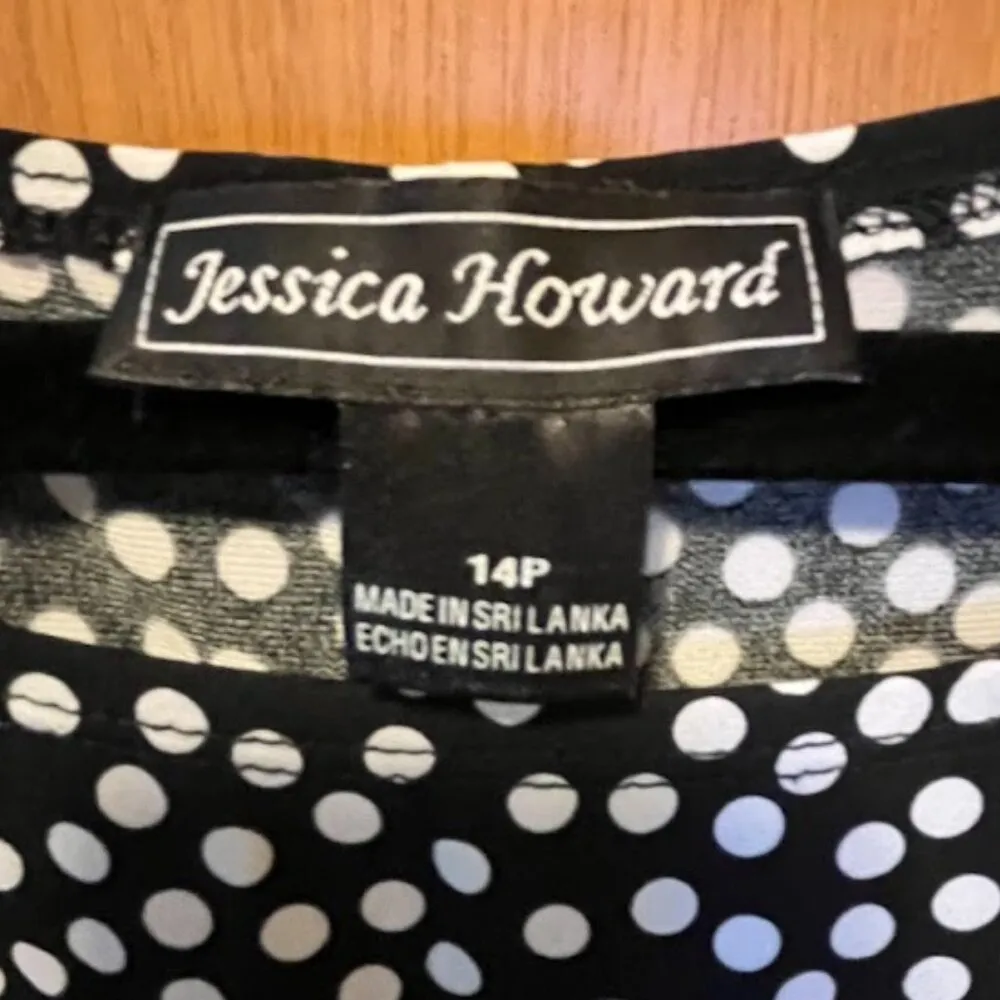 Jessica Howard
14P
MADE IN SRI LANKA
ECHO EN SRI LANKA